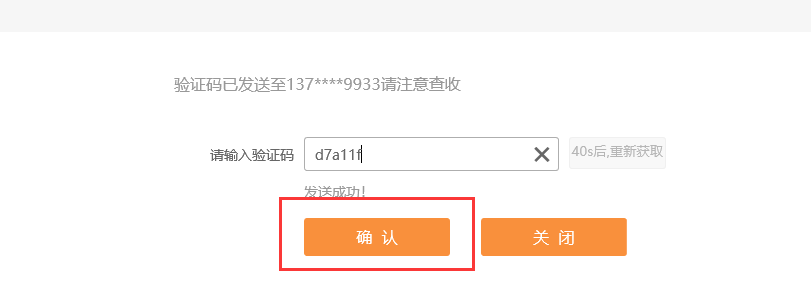 验证码已发送至137****9933请注意查收
请输入验证码 d7a11f 40s后,重新获取
发送成功!
确 认 关 闭